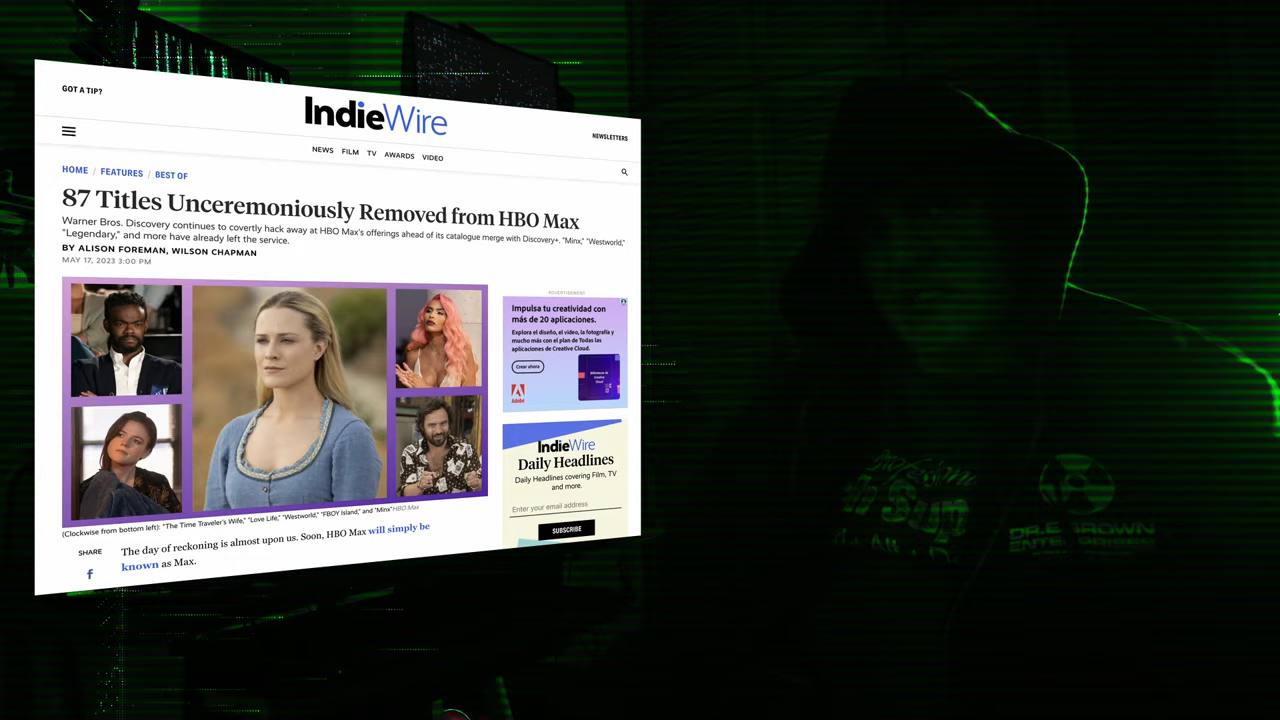 GOT A TIP?
IndieWire
NEWSLETTERS
NEWS FILM TV AWARDS VIDEO
HOME / FEATURES / BEST OF
87 Titles Unceremoniously Removed from HBO Max
Warner Bros. Discovery continues to covertly hack away at HBO Max's offerings ahead of its catalogue merge with Discovery+. "Minx," "Westworld,"
"Legendary," and more have already left the service.
BY ALISON FOREMAN, WILSON CHAPMAN
MAY 17, 2023 3:00 PM
(Clockwise from bottom left): "The Time Traveler's Wife," "Love Life," "Westworld," "FBOY Island," and "Minx" HBO Max
SHARE
The day of reckoning is almost upon us. Soon, HBO Max will simply be
known as Max.
f
ADVERTISEMENT
Impulsa tu creatividad con
más de 20 aplicaciones.
Explora el diseño, el video, la fotografía y
mucho más con el plan de Todas las
aplicaciones de Creative Cloud.
Crear ahora
Adobe
IndieWire
Daily Headlines
Daily Headlines covering Film, TV
and more.
Enter your email address
SUBSCRIBE
DR.E. BROWN